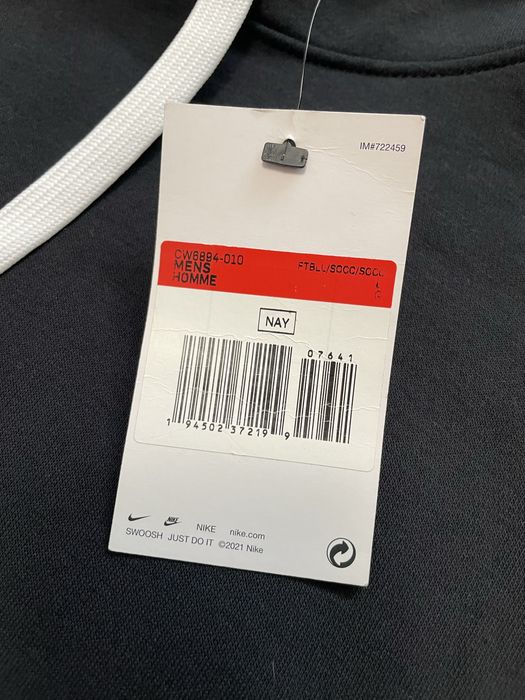 IM#722459
CW6894-010
MENS
HOMME
FTBLL/SOCC/SOCC
NAY
07641
1 94502 37219 9
NIKE nike.com
SWOOSH JUST DO IT ©2021 Nike